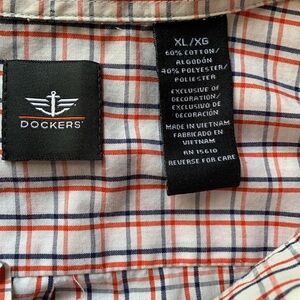 DOCKERS®
XL/XG
60% COTTON/
ALGODÓN
40% POLYESTER/
POLIESTER
EXCLUSIVE OF
DECORATION/
EXCLUSIVO DE
DECORACIÓN
MADE IN VIETNAM
FABRICADO EN
VIETNAM
RN 15610
REVERSE FOR CARE